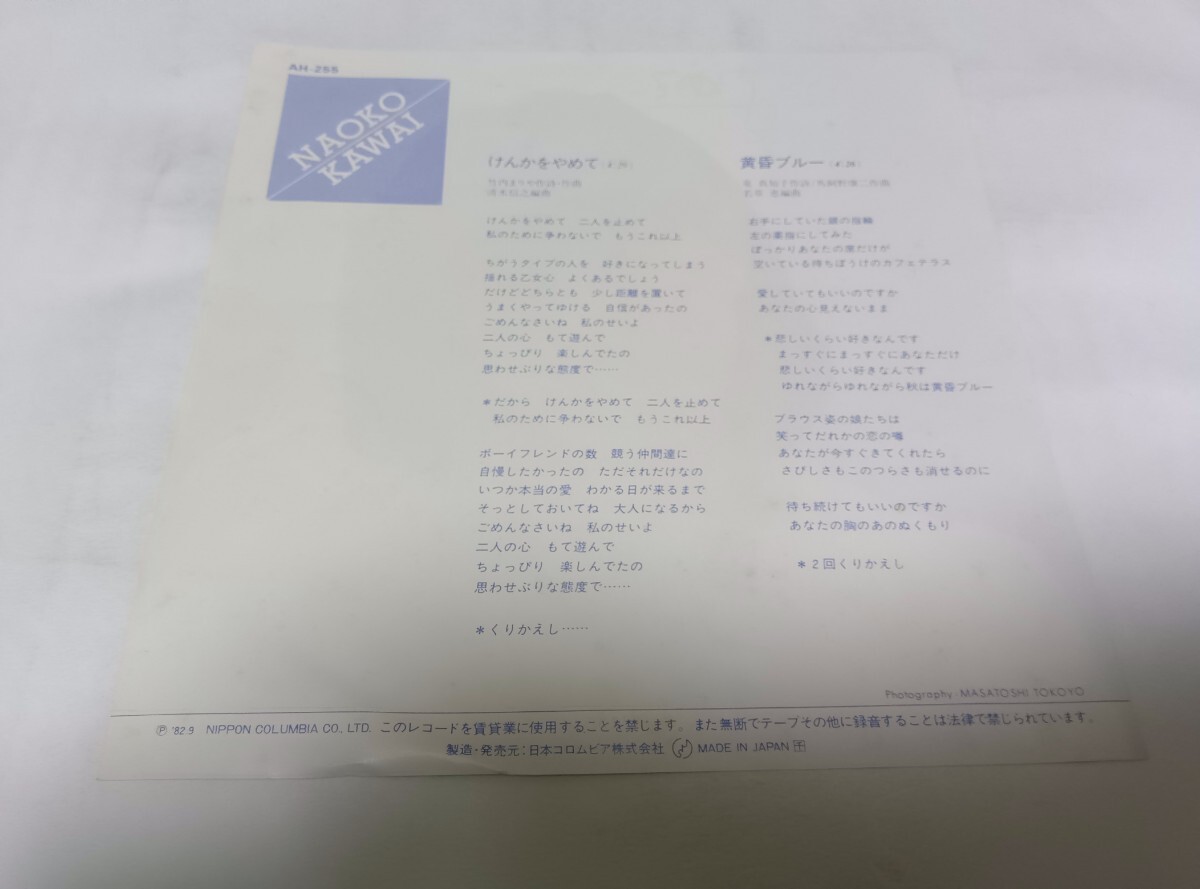 AH-255
NAOKO
KAWAI
けんかをやめて
竹内まりや作詩・作曲
清水信之編曲
けんかをやめて 二人を止めて
私のために争わないで もうこれ以上
ちがうタイプの人を 好きになってしまう
揺れる乙女心 よくあるでしょう
だけどどちらとも 少し距離を置いて
うまくやってゆける 自信があったの
ごめんなさいね 私のせいよ
二人の心 もて遊んで
ちょっぴり 楽しんでたの
思わせぶりな態度で……
*だから けんかをやめて 二人を止めて
私のために争わないで もうこれ以上
ボーイフレンドの数 競う仲間達に
自慢したかったの ただそれだけなの
いつか本当の愛 わかる日が来るまで
そっとしておいてね 大人になるから
ごめんなさいね 私のせいよ
二人の心 もて遊んで
ちょっぴり 楽しんでたの
思わせぶりな態度で……
*くりかえし……
黄昏ブルー
右手にしていた銀の指輪
左の薬指にしてみた
ぽっかりあなたの席だけが
空いている待ちぼうけのカフェテラス
愛していてもいいのですか
あなたの心見えないまま
*悲しいくらい好きなんです
まっすぐにまっすぐにあなただけ
悲しいくらい好きなんです
ゆれながらゆれながら秋は黄昏ブルー
ブラウス姿の娘たちは
笑ってだれかの恋の噂
あなたが今すぐきてくれたら
さびしさもこのつらさも消せるのに
待ち続けてもいいのですか
あなたの胸のあのぬくもり
*2回くりかえし
Photography・MASATOSHI TOKOYO
Ⓟ '82.9 NIPPON COLUMBIA CO., LTD. このレコードを賃貸業に使用することを禁じます。また無断でテープその他に録音することは法律で禁じられています。
製造・発売元:日本コロムビア株式会社 MADE IN JAPAN